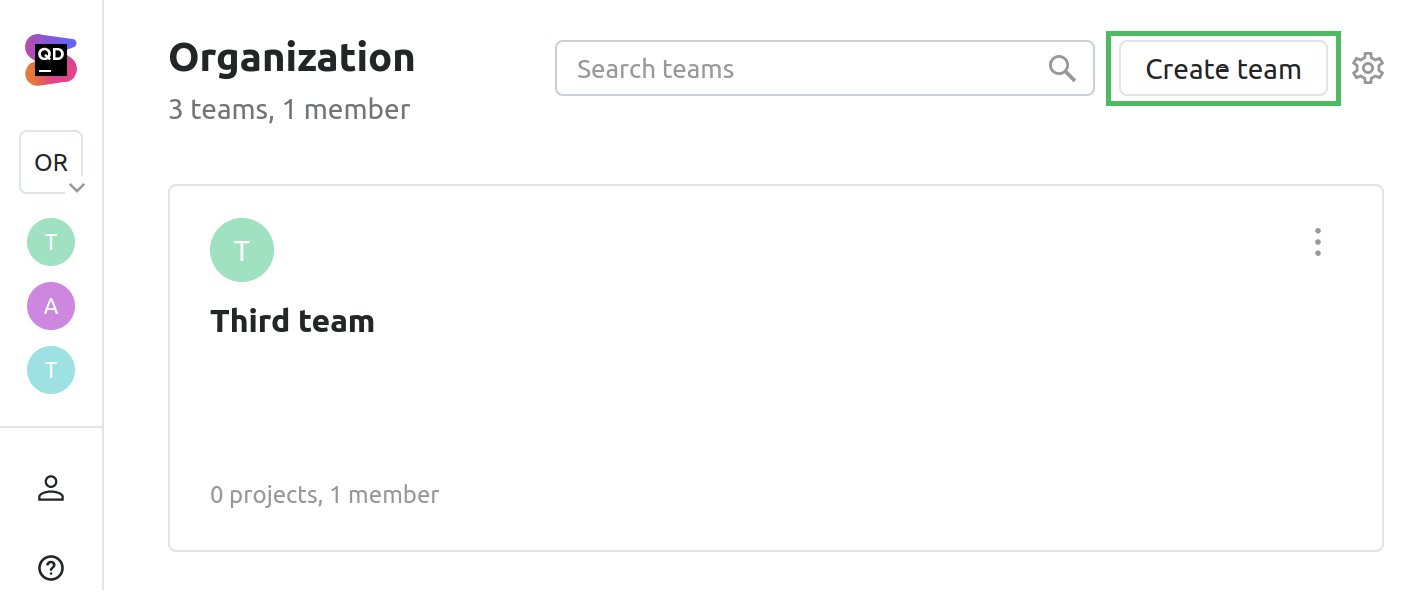 QD
Organization
Search teams
Create team
3 teams, 1 member
OR
T
A
T
T
Third team
0 projects, 1 member
?